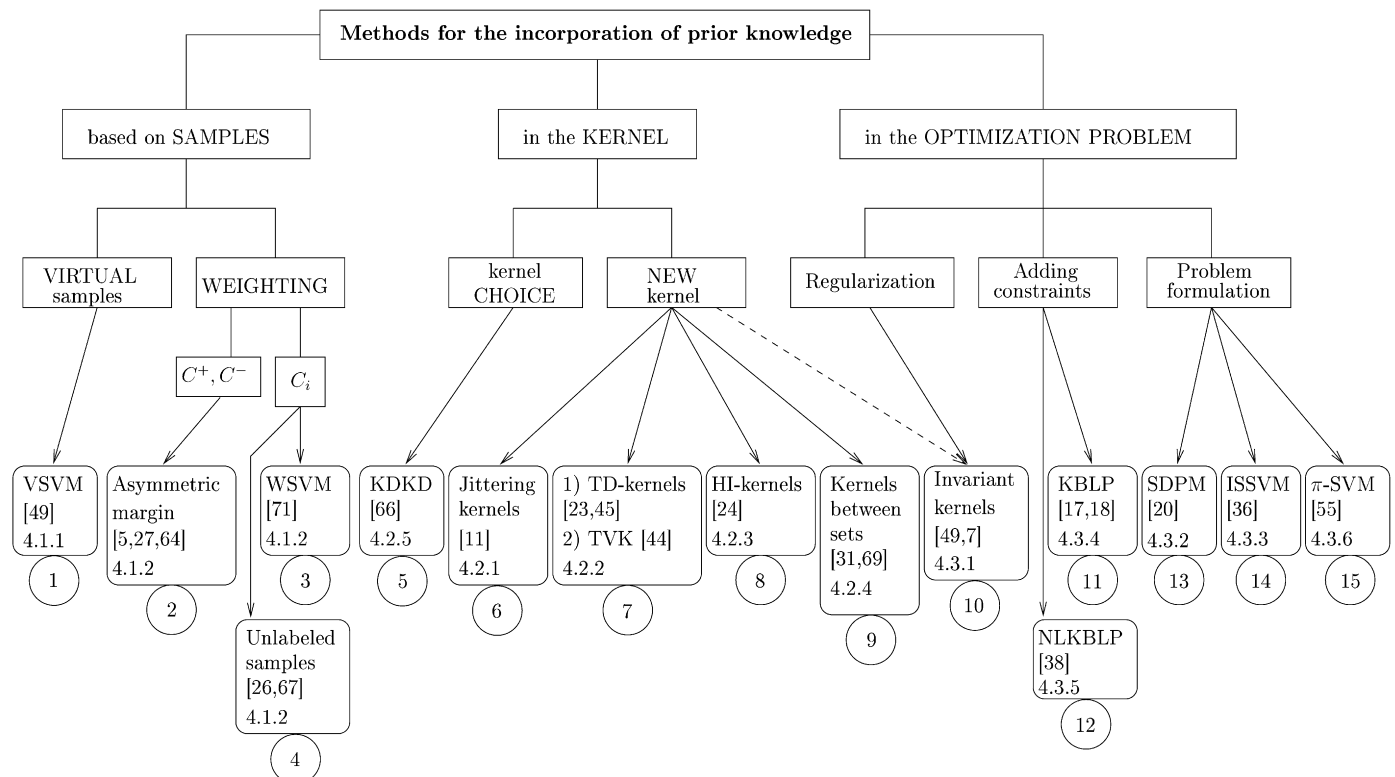 Methods for the incorporation of prior knowledge
based on SAMPLES
in the KERNEL
in the OPTIMIZATION PROBLEM
VIRTUAL
samples
WEIGHTING
kernel
CHOICE
NEW
kernel
Regularization
Adding
constraints
Problem
formulation
C⁺, C⁻
Cᵢ
VSVM
[49]
4.1.1
1
Asymmetric
margin
[5,27,64]
4.1.2
2
WSVM
[71]
4.1.2
3
Unlabeled
samples
[26,67]
4.1.2
4
KDKD
[66]
4.2.5
5
Jittering
kernels
[11]
4.2.1
6
1) TD-kernels
[23,45]
2) TVK [44]
4.2.2
7
HI-kernels
[24]
4.2.3
8
Kernels
between
sets
[31,69]
4.2.4
9
Invariant
kernels
[49,7]
4.3.1
10
KBLP
[17,18]
4.3.4
11
NLKBLP
[38]
4.3.5
12
SDPM
[20]
4.3.2
13
ISSVM
[36]
4.3.3
14
π-SVM
[55]
4.3.6
15